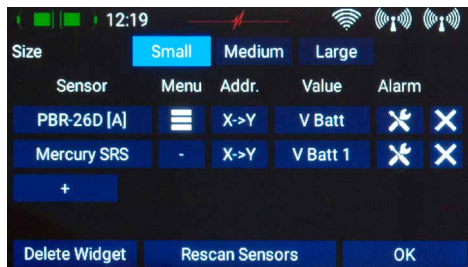 12:19
Size Small Medium Large
Sensor Menu Addr. Value Alarm
PBR-26D [A] X->Y V Batt
Mercury SRS - X->Y V Batt 1
+
Delete Widget Rescan Sensors OK